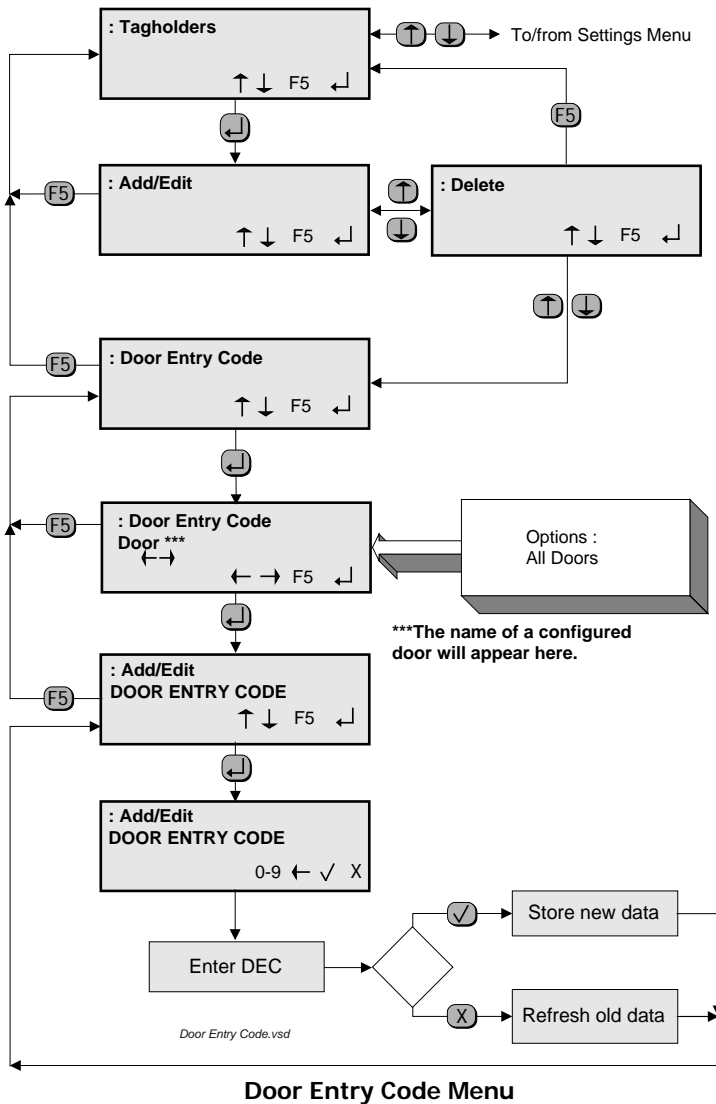 : Tagholders
↑ ↓ F5 ↵
↑ ↓ To/from Settings Menu
F5
↵
: Add/Edit
↑ ↓ F5 ↵
F5
↑
↓
: Delete
↑ ↓ F5 ↵
↑ ↓
: Door Entry Code
↑ ↓ F5 ↵
F5
↵
: Door Entry Code
Door ***
←→
← → F5 ↵
F5
Options :
All Doors
↵
***The name of a configured
door will appear here.
: Add/Edit
DOOR ENTRY CODE
↑ ↓ F5 ↵
F5
↵
: Add/Edit
DOOR ENTRY CODE
0-9 ← √ X
Enter DEC
√
Store new data
X
Refresh old data
Door Entry Code.vsd
Door Entry Code Menu